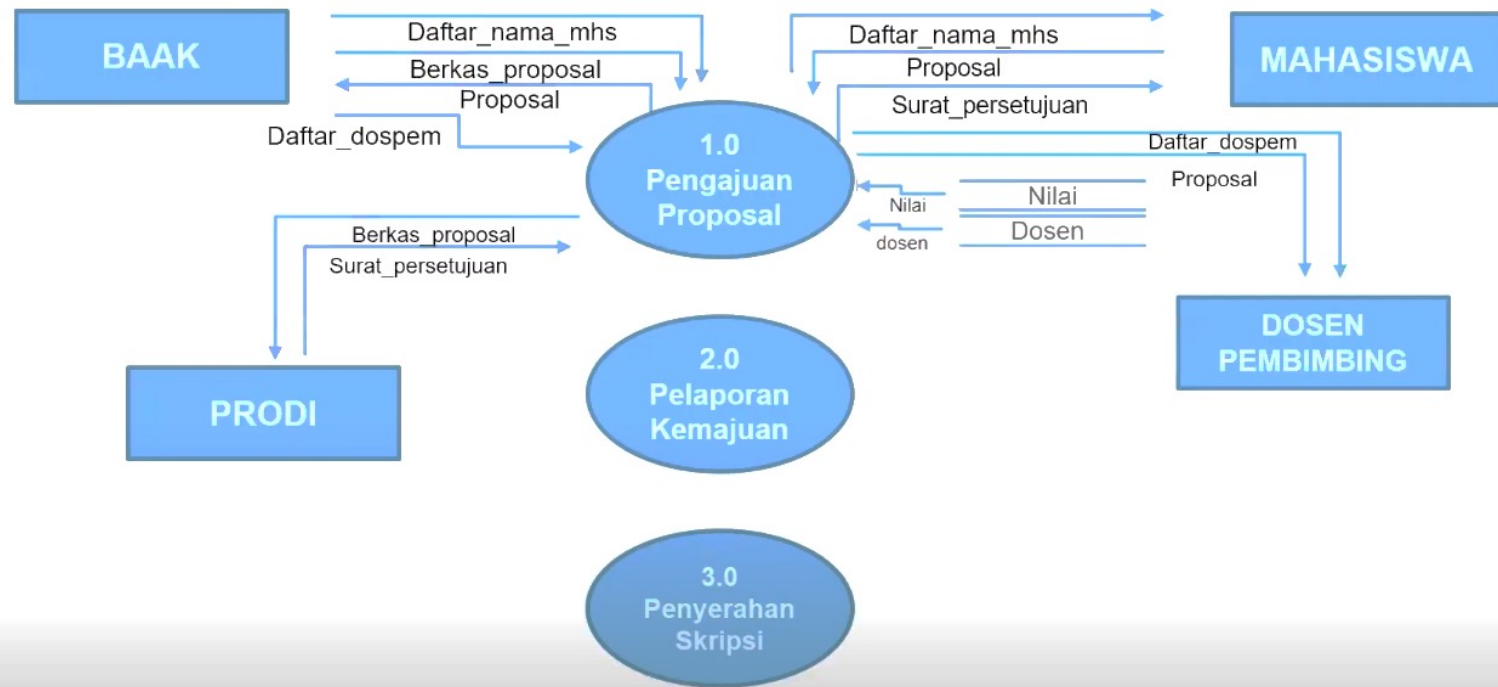 BAAK
Daftar_nama_mhs
Berkas_proposal
Proposal
Daftar_dospem
Daftar_nama_mhs
Proposal
Surat_persetujuan
MAHASISWA
1.0
Pengajuan
Proposal
Daftar_dospem
Proposal
Nilai
Nilai
dosen
Dosen
Berkas_proposal
Surat_persetujuan
PRODI
DOSEN
PEMBIMBING
2.0
Pelaporan
Kemajuan
3.0
Penyerahan
Skripsi